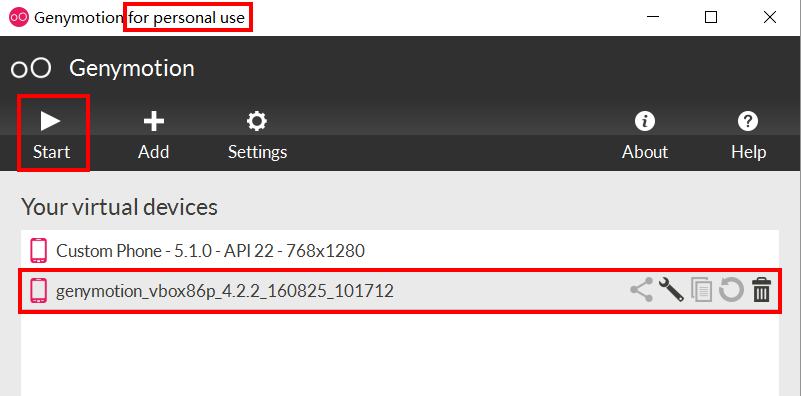 Genymotion for personal use
Genymotion
Start Add Settings About Help
Your virtual devices
Custom Phone - 5.1.0 - API 22 - 768x1280
genymotion_vbox86p_4.2.2_160825_101712